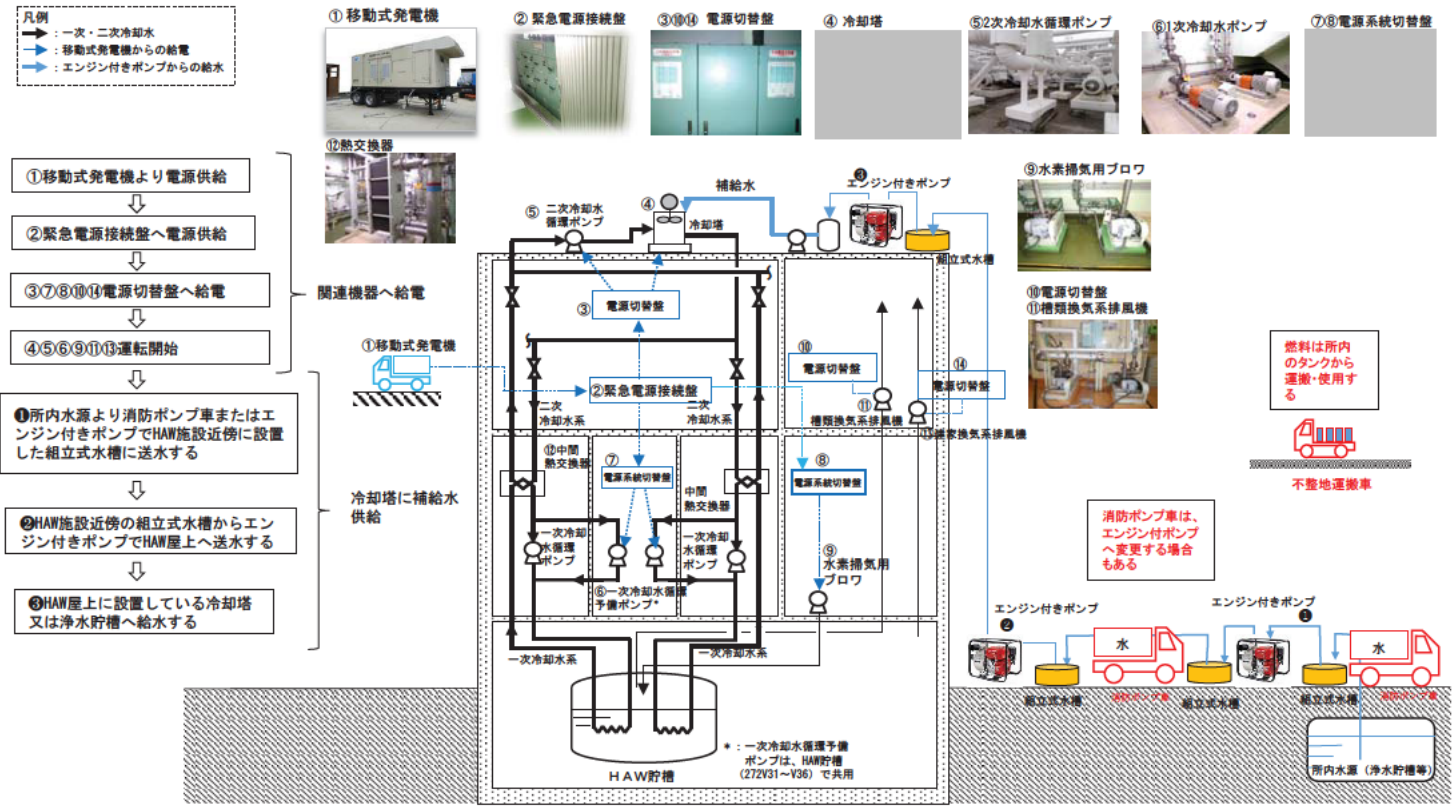 凡例
：一次・二次冷却水
：移動式発電機からの給電
：エンジン付きポンプからの給水
①移動式発電機
②緊急電源接続盤
③⑩⑭ 電源切替盤
④ 冷却塔
⑤2次冷却水循環ポンプ
⑥1次冷却水ポンプ
⑦⑧電源系統切替盤
⑫熱交換器
⑨水素掃気用ブロワ
⑩電源切替盤
⑪槽類換気系排風機
①移動式発電機より電源供給
②緊急電源接続盤へ電源供給
③⑦⑧⑩⑭電源切替盤へ給電
④⑤⑥⑨⑪⑬運転開始
関連機器へ給電
❶所内水源より消防ポンプ車またはエ
ンジン付きポンプでHAW施設近傍に設置
した組立式水槽に送水する
❷HAW施設近傍の組立式水槽からエン
ジン付きポンプでHAW屋上へ送水する
❸HAW屋上に設置している冷却塔
又は浄水貯槽へ給水する
冷却塔に補給水
供給
⑤ 二次冷却水
循環ポンプ
④
冷却塔
補給水
❸
エンジン付きポンプ
組立式水槽
③
電源切替盤
①移動式発電機
②緊急電源接続盤
二次
冷却水系
二次
冷却水系
⑩
電源切替盤
⑪
槽類換気系排風機
⑭
電源切替盤
⑬建家換気系排風機
⑫中間
熱交換器
⑦
電源系統切替盤
中間
熱交換器
⑧
電源系統切替盤
一次冷却
水循環
ポンプ
一次冷却
水循環
ポンプ
⑥一次冷却水循環
予備ポンプ*
⑨
水素掃気用
ブロワ
一次冷却水系
一次冷却水系
HAW貯槽
*：一次冷却水循環予備
ポンプは、HAW貯槽
(272V31～V36)で共用
燃料は所内
のタンクから
運搬・使用す
る
不整地運搬車
消防ポンプ車は、
エンジン付ポンプ
へ変更する場合
もある
エンジン付きポンプ
❷
水
組立式水槽
消防ポンプ車
エンジン付きポンプ
❶
水
組立式水槽
組立式水槽
消防ポンプ車
所内水源（浄水貯槽等）